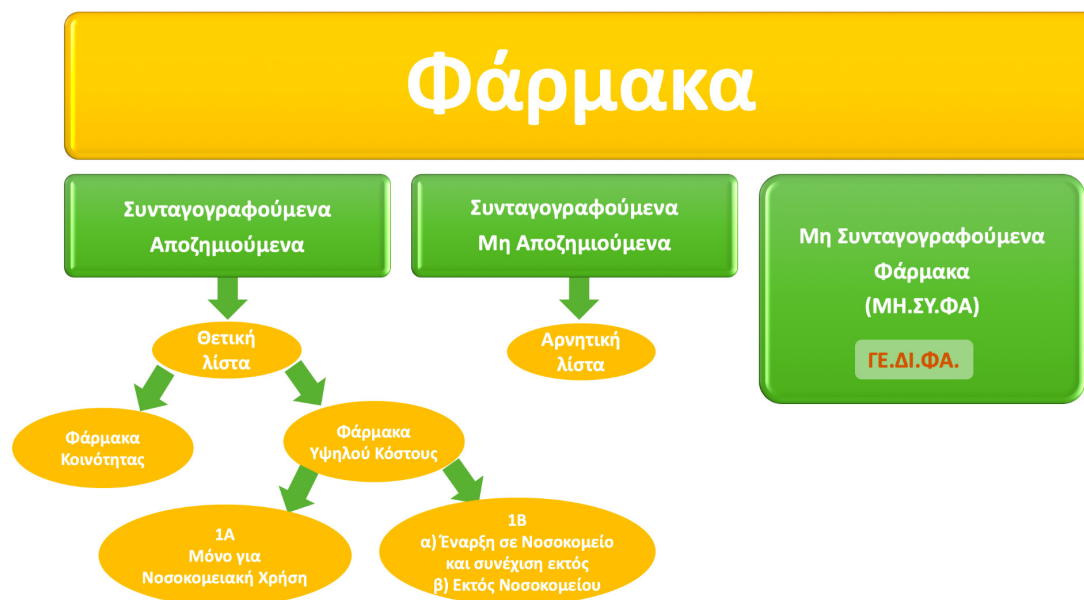 Φάρμακα
Συνταγογραφούμενα
Αποζημιούμενα
Συνταγογραφούμενα
Μη Αποζημιούμενα
Μη Συνταγογραφούμενα
Φάρμακα
(ΜΗ.ΣΥ.ΦΑ)
ΓΕ.ΔΙ.ΦΑ.
Θετική
λίστα
Αρνητική
λίστα
Φάρμακα
Κοινότητας
Φάρμακα
Υψηλού Κόστους
1Α
Μόνο για
Νοσοκομειακή Χρήση
1Β
α) Έναρξη σε Νοσοκομείο
και συνέχιση εκτός
β) Εκτός Νοσοκομείου